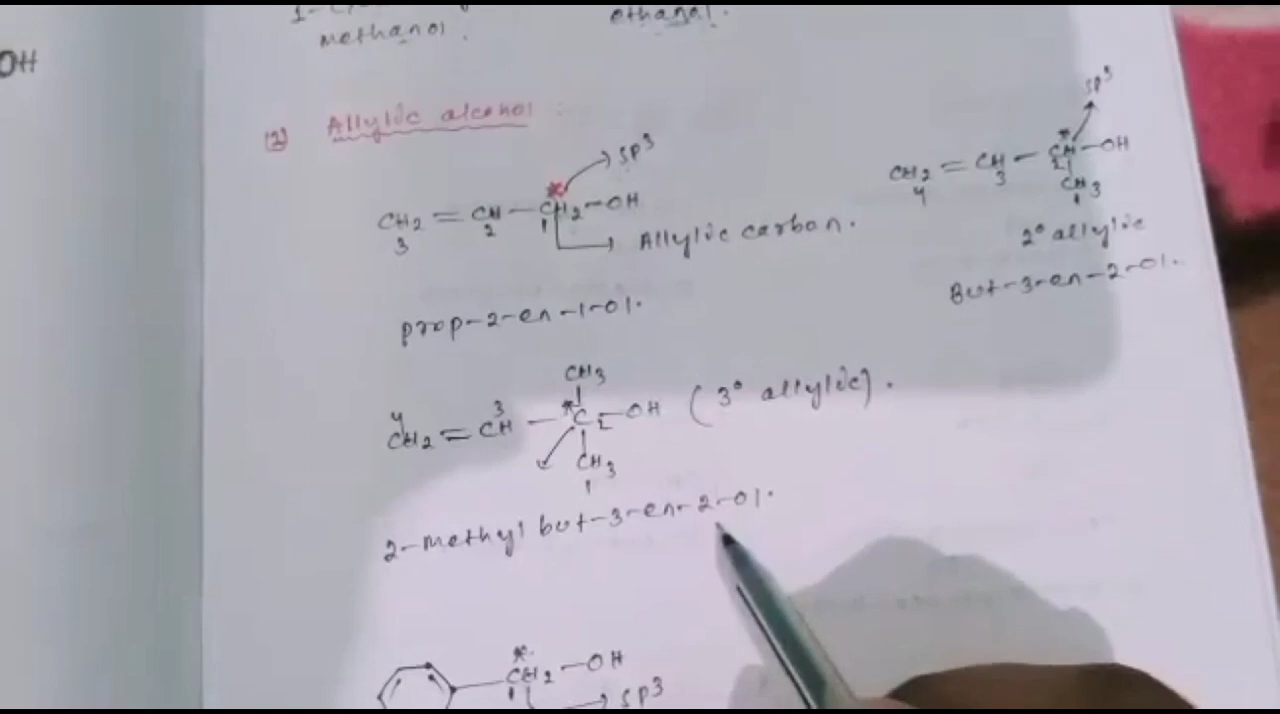 OH
methanol.
ethanol.
[2] Allylic alcohol :
SP3
CH2 = CH - CH2 - OH
3 2 1
Allylic carbon.
prop-2-en-1-ol.
SP3
CH2 = CH - CH - OH
4 3 2
CH3
1
2° allylic
But-3-en-2-ol.
CH3
4 3
CH2 = CH - *C - OH (3° allylic).
2
CH3
1
2-methyl but-3-en-2-ol.
*
CH2 - OH
1
SP3